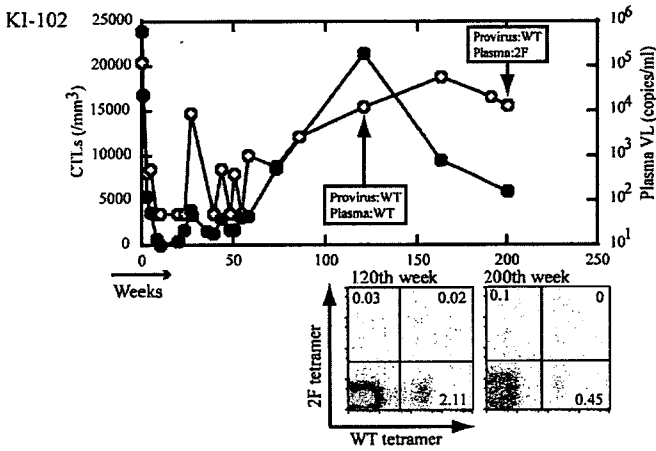 KI-102
CTLs (/mm³)
25000
20000
15000
10000
5000
0
Plasma VL (copies/ml)
10⁶
10⁵
10⁴
10³
10²
10¹
Provirus:WT
Plasma:2F
Provirus:WT
Plasma:WT
0 50 100 150 200 250
Weeks
120th week 200th week
0.03 0.02 0.1 0
2.11 0.45
2F tetramer
WT tetramer